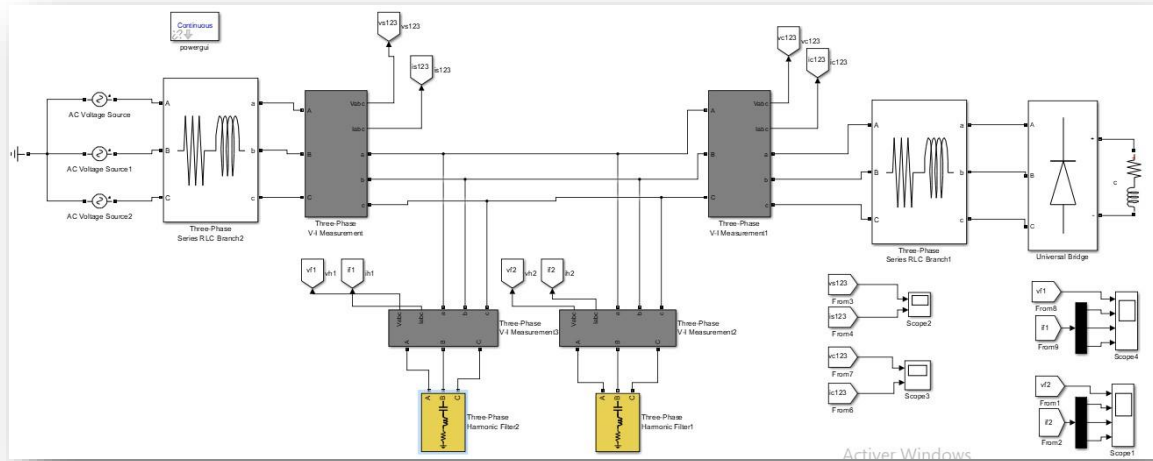 Continuous
powergui
vs123
vs123
is123
is123
vc123
vc123
ic123
ic123
AC Voltage Source
AC Voltage Source1
AC Voltage Source2
A
B
C
a
b
c
Three-Phase
Series RLC Branch2
A
B
C
Vabc
Iabc
a
b
c
Three-Phase
V-I Measurement
A
B
C
Vabc
Iabc
a
b
c
Three-Phase
V-I Measurement1
A
B
C
a
b
c
Three-Phase
Series RLC Branch1
A
B
C
+
-
Universal Bridge
c
vf1
vh1
if1
ih1
vf2
vh2
if2
ih2
Vabc
Iabc
a
b
c
A
B
C
Three-Phase
V-I Measurement3
Vabc
Iabc
a
b
c
A
B
C
Three-Phase
V-I Measurement2
A
B
C
Three-Phase
Harmonic Filter2
A
B
C
Three-Phase
Harmonic Filter1
vs123
From3
is123
From4
Scope2
vc123
From7
ic123
From6
Scope3
vf1
From8
if1
From9
Scope4
vf2
From1
if2
From2
Scope1
Activer Windows